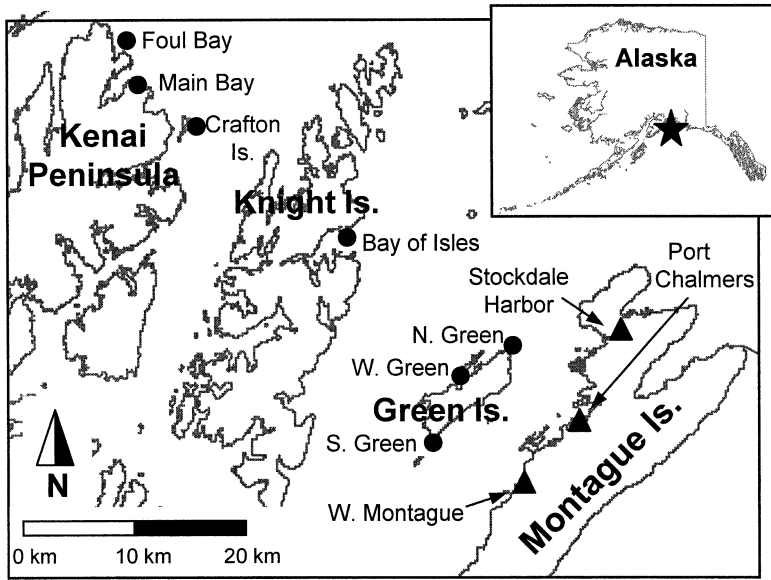 Foul Bay
Alaska
Main Bay
Kenai
Peninsula
Crafton
Is.
Knight Is.
Bay of Isles
Port
Chalmers
Stockdale
Harbor
N. Green
W. Green
Green Is.
S. Green
Montague Is.
W. Montague
N
0 km
10 km
20 km